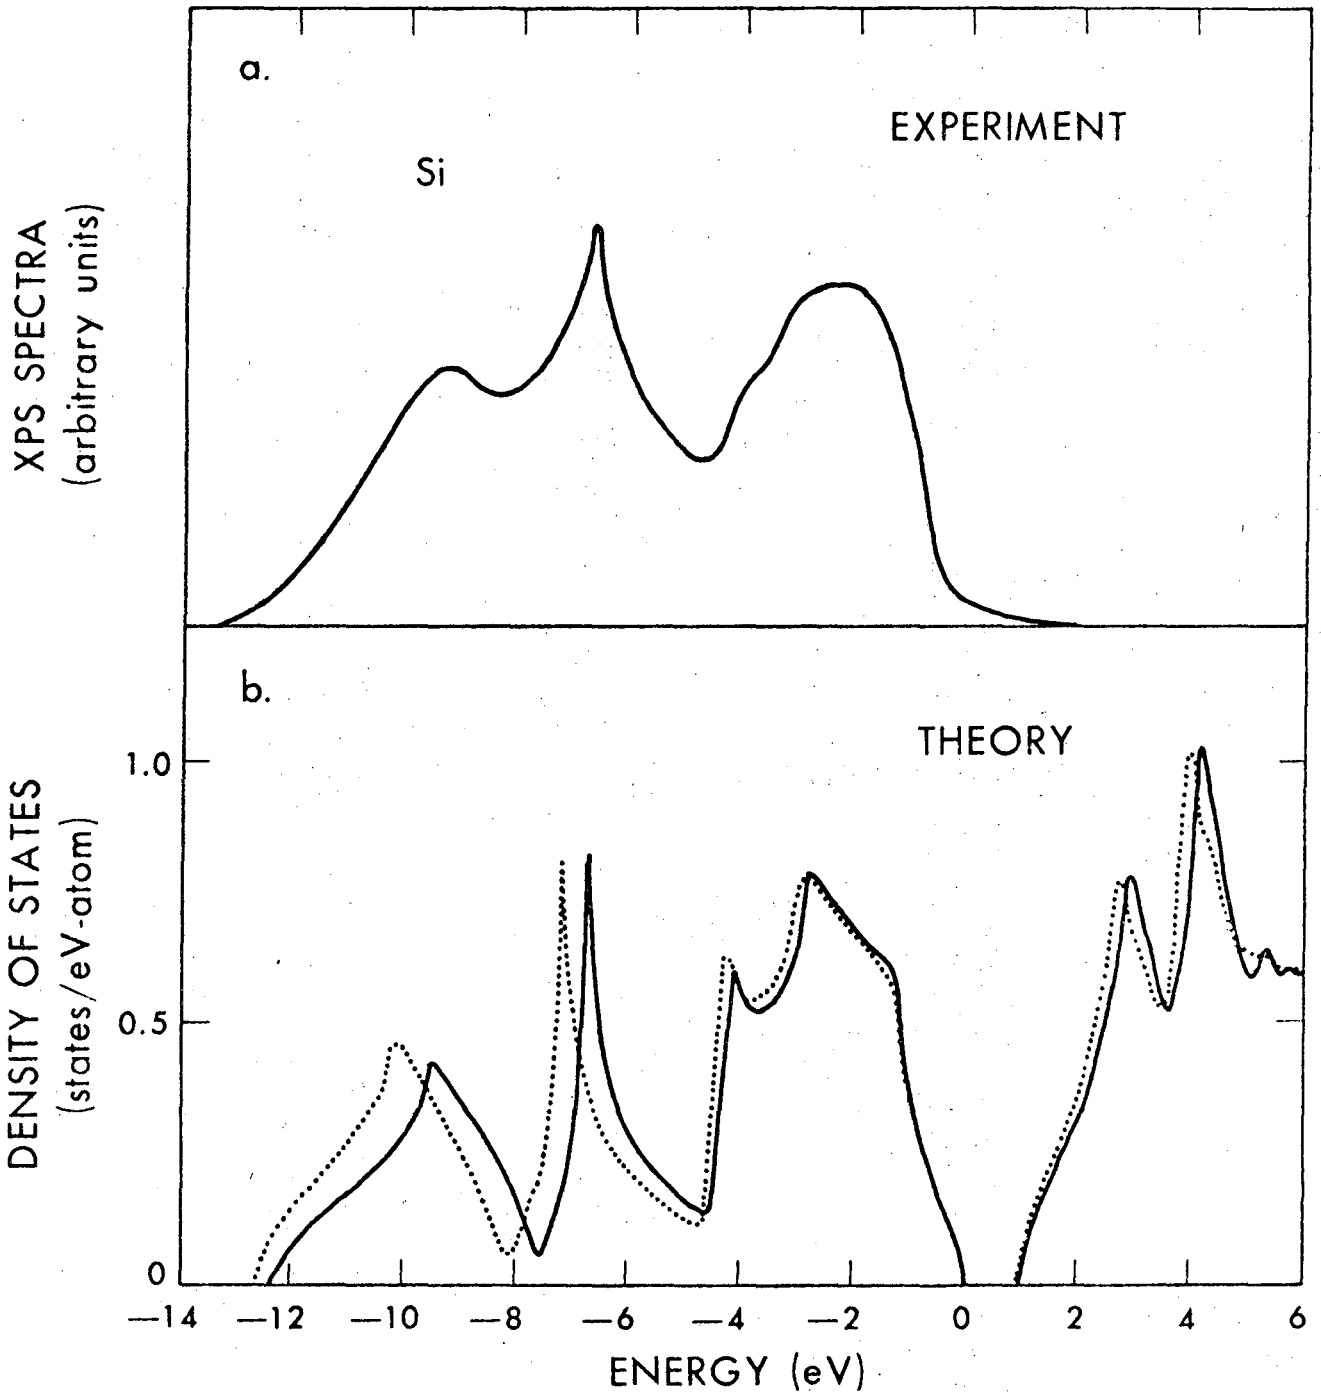 a.
EXPERIMENT
Si
XPS SPECTRA
(arbitrary units)
b.
THEORY
1.0
0.5
0
DENSITY OF STATES
(states/eV-atom)
—14 —12 —10 —8 —6 —4 —2 0 2 4 6
ENERGY (eV)